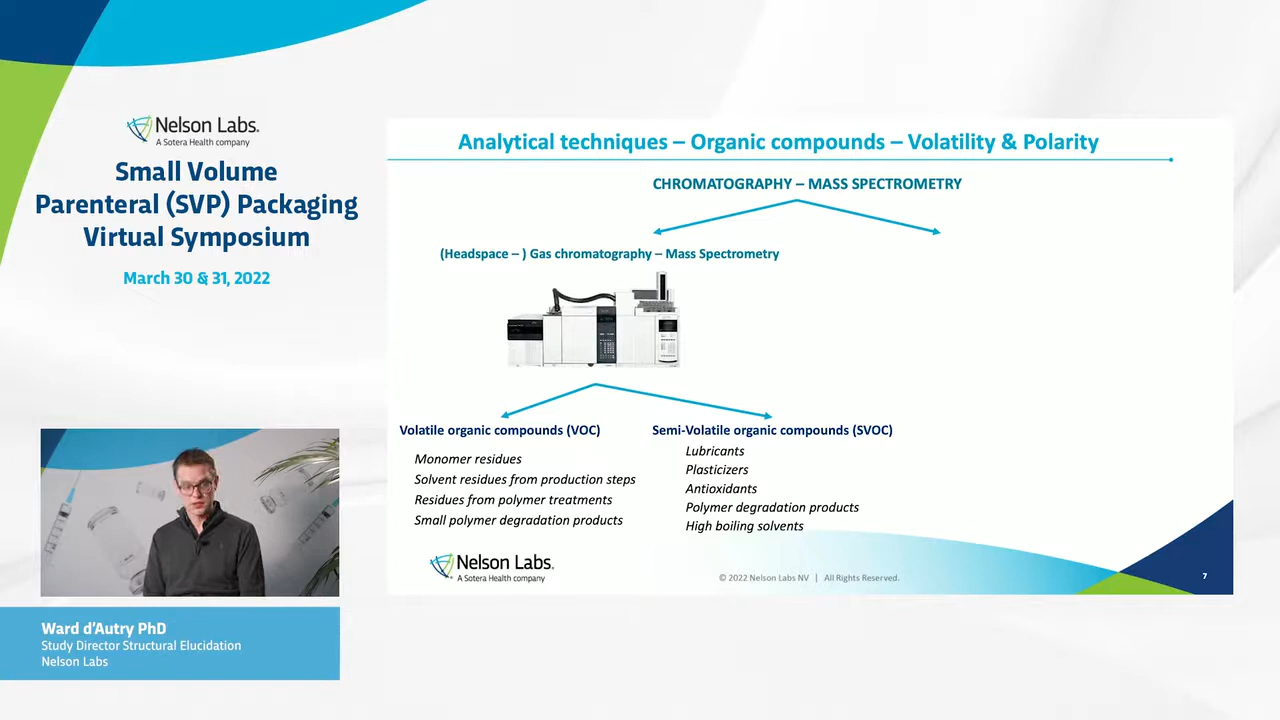 Nelson Labs.
A Sotera Health company
Small Volume
Parenteral (SVP) Packaging
Virtual Symposium
March 30 & 31, 2022
Ward d'Autry PhD
Study Director Structural Elucidation
Nelson Labs
Analytical techniques – Organic compounds – Volatility & Polarity
CHROMATOGRAPHY – MASS SPECTROMETRY
(Headspace – ) Gas chromatography – Mass Spectrometry
Volatile organic compounds (VOC)
Monomer residues
Solvent residues from production steps
Residues from polymer treatments
Small polymer degradation products
Semi-Volatile organic compounds (SVOC)
Lubricants
Plasticizers
Antioxidants
Polymer degradation products
High boiling solvents
Nelson Labs.
A Sotera Health company
© 2022 Nelson Labs NV | All Rights Reserved.
7